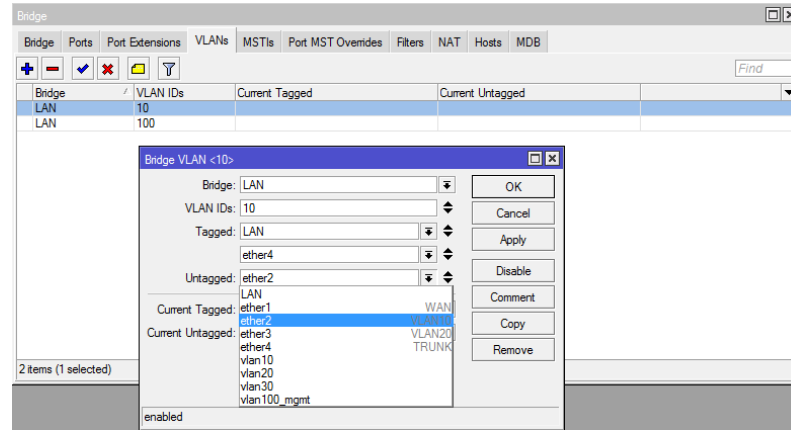 Bridge
Bridge Ports Port Extensions VLANs MSTIs Port MST Overrides Filters NAT Hosts MDB
Find
Bridge VLAN IDs Current Tagged Current Untagged
LAN 10
LAN 100
Bridge VLAN <10>
Bridge: LAN OK
VLAN IDs: 10 Cancel
Tagged: LAN Apply
ether4
Untagged: ether2 Disable
LAN Comment
Current Tagged: ether1 WAN
ether2 VLAN10 Copy
Current Untagged: ether3 VLAN20
ether4 TRUNK Remove
vlan10
vlan20
vlan30
vlan100_mgmt
2 items (1 selected)
enabled